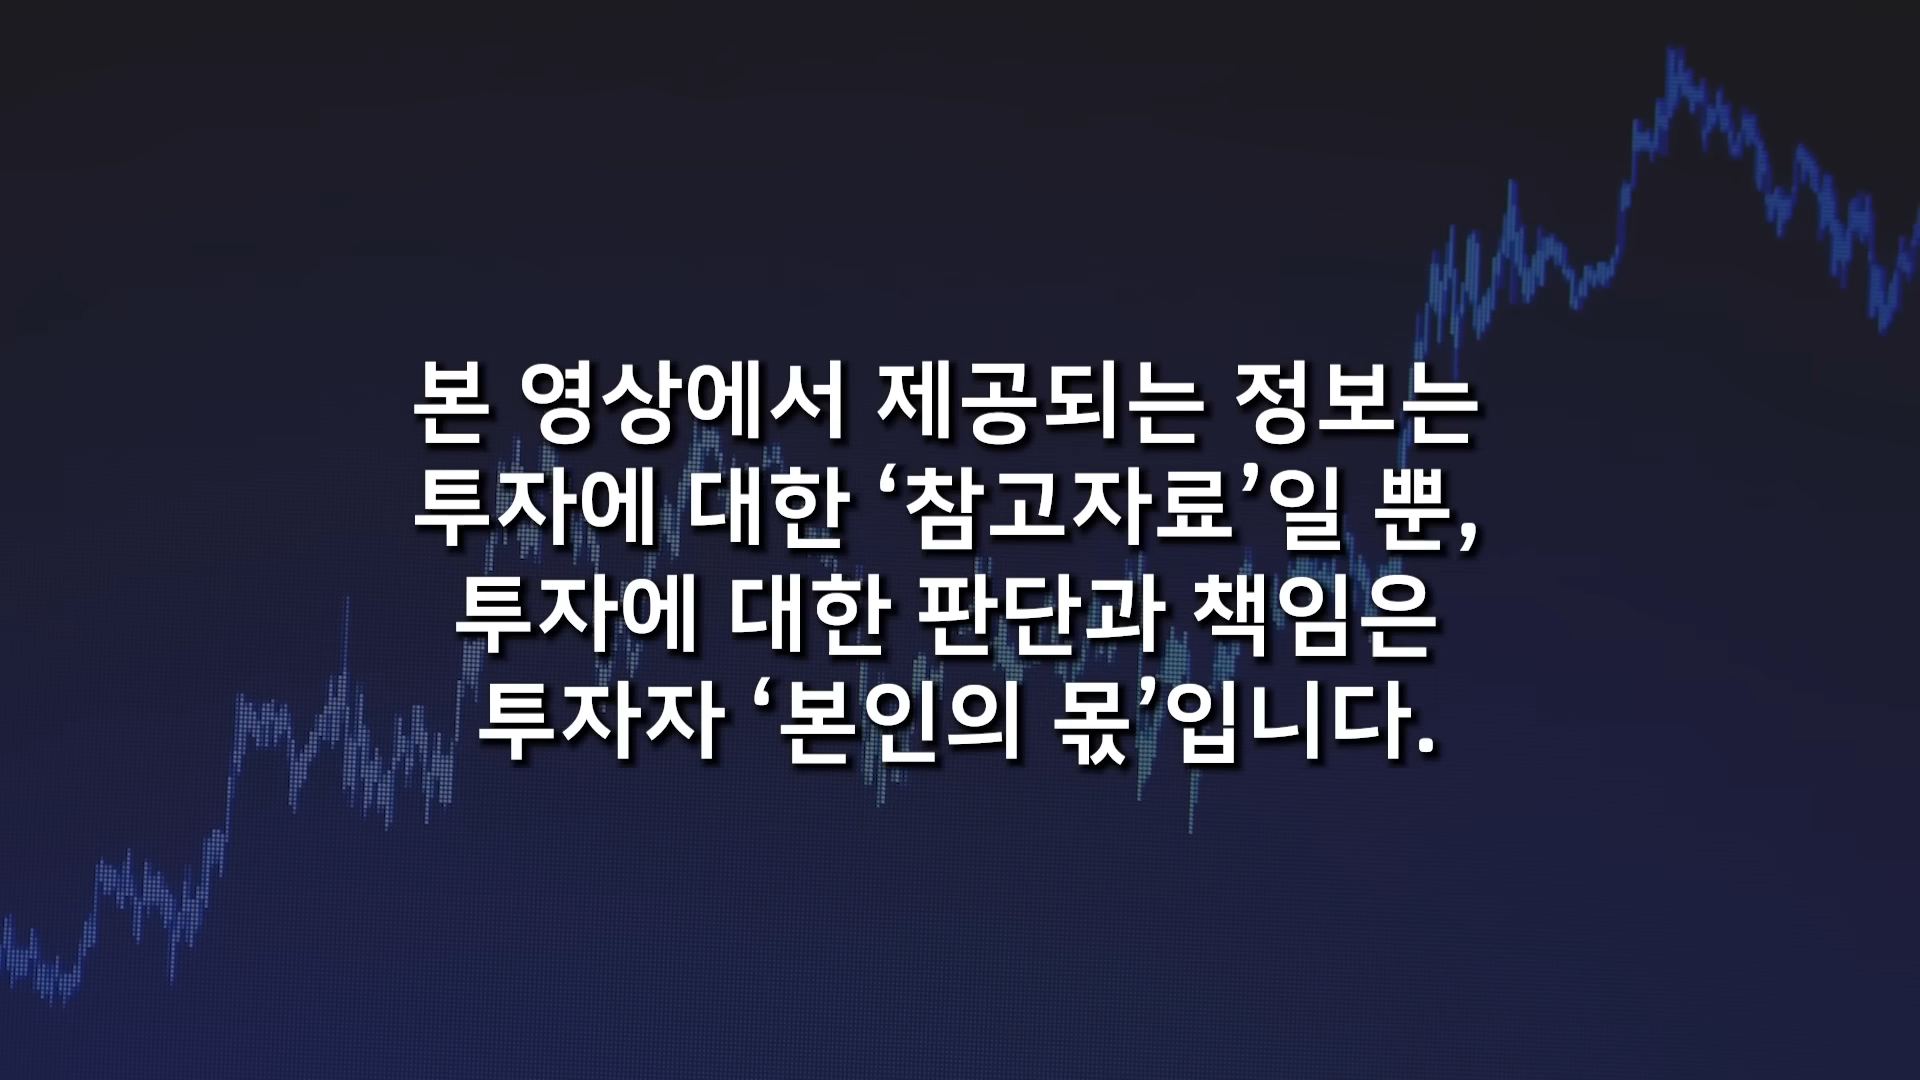 본 영상에서 제공되는 정보는
투자에 대한 ‘참고자료’일 뿐,
투자에 대한 판단과 책임은
투자자 ‘본인의 몫’입니다.